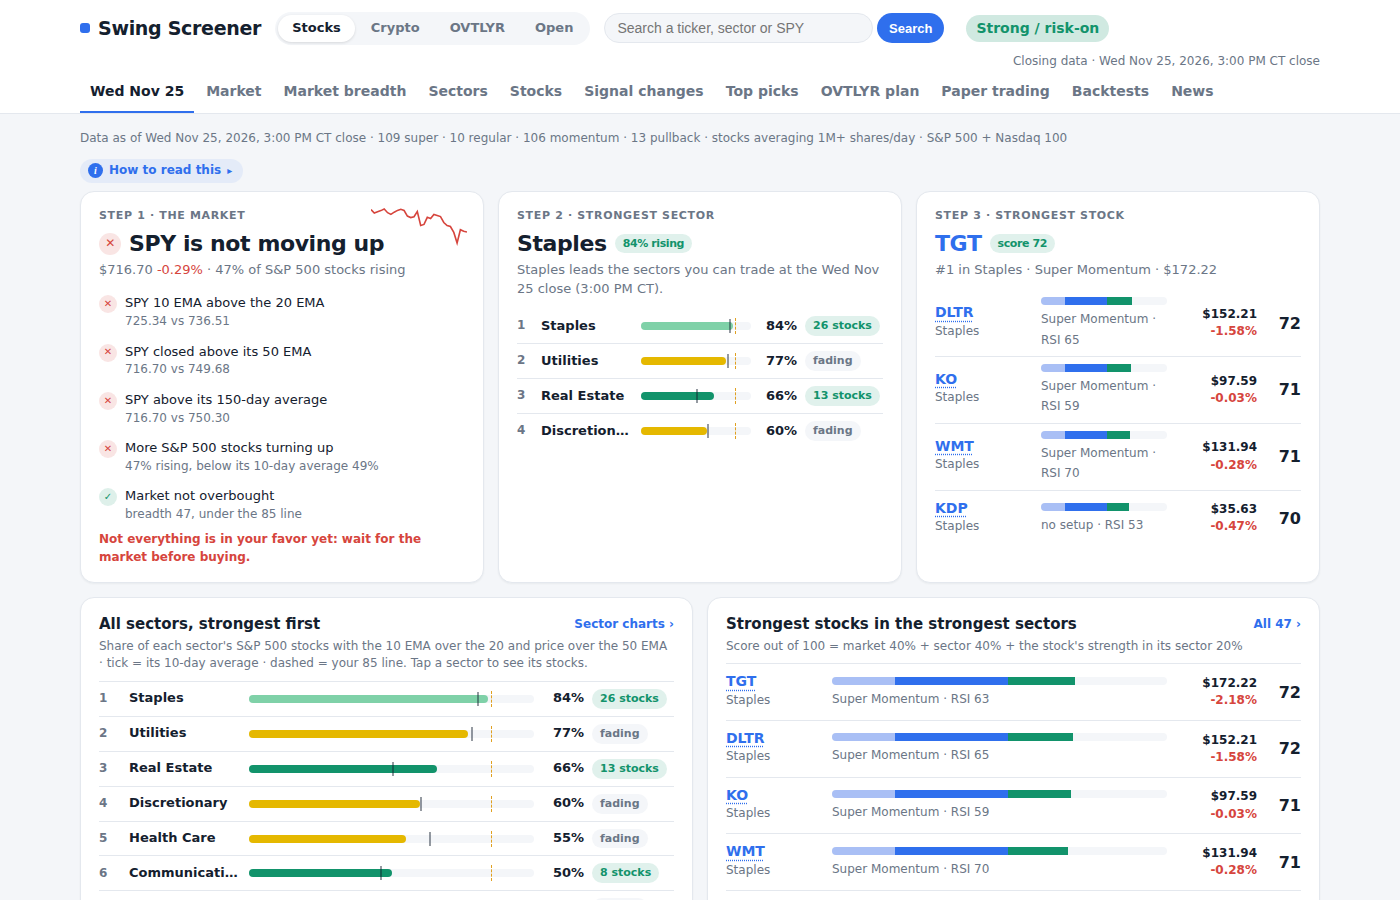 Swing Screener
Stocks Crypto OVTLYR Open
Search a ticker, sector or SPY
Search
Strong / risk-on
Closing data · Wed Nov 25, 2026, 3:00 PM CT close
Wed Nov 25 Market Market breadth Sectors Stocks Signal changes Top picks OVTLYR plan Paper trading Backtests News
Data as of Wed Nov 25, 2026, 3:00 PM CT close · 109 super · 10 regular · 106 momentum · 13 pullback · stocks averaging 1M+ shares/day · S&P 500 + Nasdaq 100
i How to read this ▸
STEP 1 · THE MARKET
✕ SPY is not moving up
$716.70 -0.29% · 47% of S&P 500 stocks rising
✕ SPY 10 EMA above the 20 EMA
725.34 vs 736.51
✕ SPY closed above its 50 EMA
716.70 vs 749.68
✕ SPY above its 150-day average
716.70 vs 750.30
✕ More S&P 500 stocks turning up
47% rising, below its 10-day average 49%
✓ Market not overbought
breadth 47, under the 85 line
Not everything is in your favor yet: wait for the
market before buying.
STEP 2 · STRONGEST SECTOR
Staples 84% rising
Staples leads the sectors you can trade at the Wed Nov
25 close (3:00 PM CT).
1 Staples 84% 26 stocks
2 Utilities 77% fading
3 Real Estate 66% 13 stocks
4 Discretion... 60% fading
STEP 3 · STRONGEST STOCK
TGT score 72
#1 in Staples · Super Momentum · $172.22
DLTR $152.21
Staples Super Momentum · -1.58% 72
RSI 65
KO $97.59
Staples Super Momentum · -0.03% 71
RSI 59
WMT $131.94
Staples Super Momentum · -0.28% 71
RSI 70
KDP $35.63
Staples no setup · RSI 53 -0.47% 70
All sectors, strongest first Sector charts ›
Share of each sector's S&P 500 stocks with the 10 EMA over the 20 and price over the 50 EMA
· tick = its 10-day average · dashed = your 85 line. Tap a sector to see its stocks.
1 Staples 84% 26 stocks
2 Utilities 77% fading
3 Real Estate 66% 13 stocks
4 Discretionary 60% fading
5 Health Care 55% fading
6 Communicati... 50% 8 stocks
Strongest stocks in the strongest sectors All 47 ›
Score out of 100 = market 40% + sector 40% + the stock's strength in its sector 20%
TGT $172.22
Staples Super Momentum · RSI 63 -2.18% 72
DLTR $152.21
Staples Super Momentum · RSI 65 -1.58% 72
KO $97.59
Staples Super Momentum · RSI 59 -0.03% 71
WMT $131.94
Staples Super Momentum · RSI 70 -0.28% 71